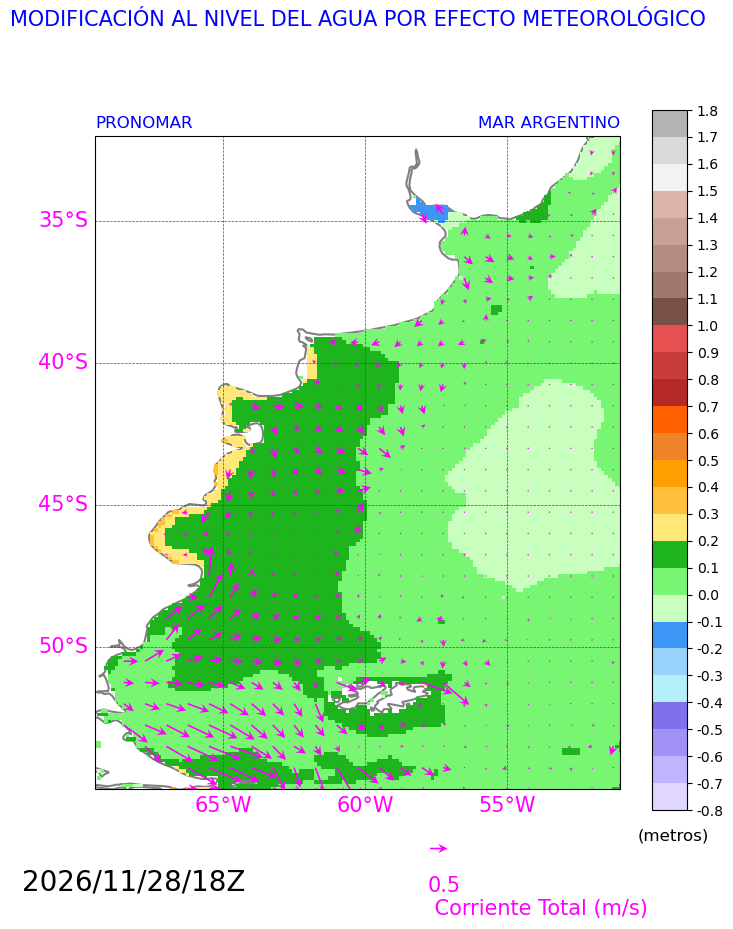 MODIFICACIÓN AL NIVEL DEL AGUA POR EFECTO METEOROLÓGICO
PRONOMAR MAR ARGENTINO
1.8
1.7
1.6
1.5
1.4
1.3
1.2
1.1
1.0
0.9
0.8
0.7
0.6
0.5
0.4
0.3
0.2
0.1
0.0
-0.1
-0.2
-0.3
-0.4
-0.5
-0.6
-0.7
-0.8
(metros)
35°S
40°S
45°S
50°S
65°W 60°W 55°W
2026/11/28/18Z
0.5
Corriente Total (m/s)